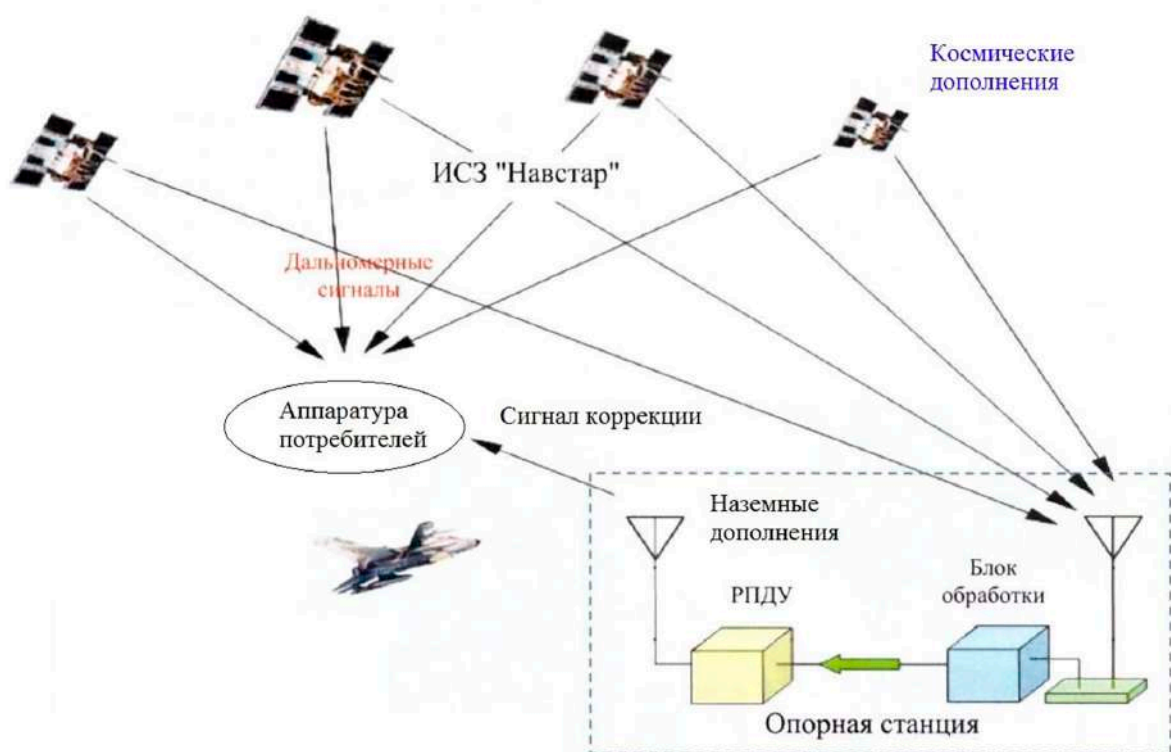 Космические
дополнения
ИСЗ "Навстар"
Дальномерные
сигналы
Аппаратура
потребителей
Сигнал коррекции
Наземные
дополнения
РПДУ
Блок
обработки
Опорная станция